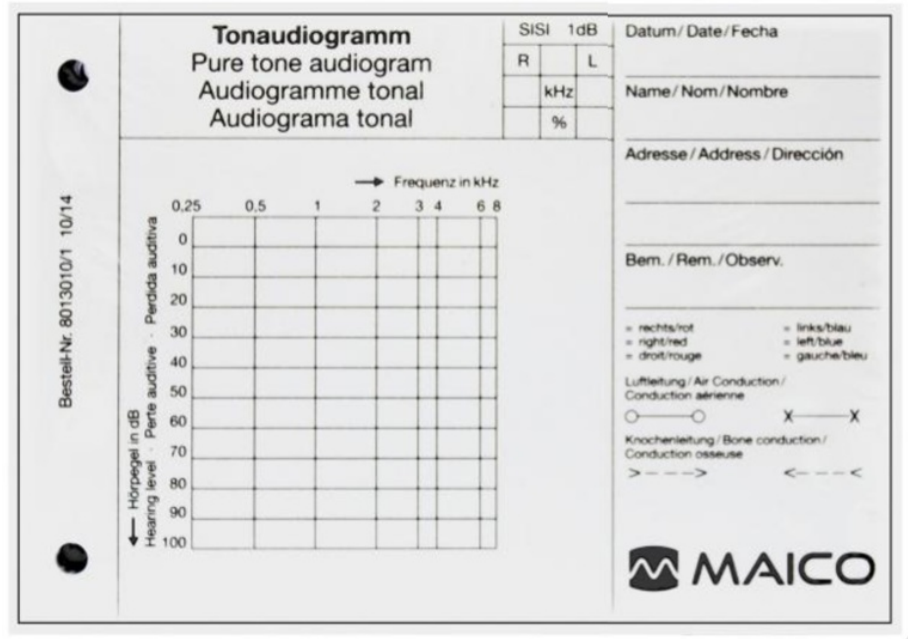 Bestell-Nr. 8013010/1 10/14
Tonaudiogramm
Pure tone audiogram
Audiogramme tonal
Audiograma tonal
SISI 1dB
R L
kHz
%
→ Frequenz in kHz
0,25 0,5 1 2 3 4 6 8
0
10
20
30
40
50
60
70
80
90
100
← Hörpegel in dB
Hearing level · Perte auditive · Perdida auditiva
Datum/Date/Fecha
Name/Nom/Nombre
Adresse/Address/Dirección
Bem./Rem./Observ.
= rechts/rot = links/blau
= right/red = left/blue
= droit/rouge = gauche/bleu
Luftleitung/Air Conduction/
Conduction aérienne
X X
Knochenleitung/Bone conduction/
Conduction osseuse
> - - - > < - - - <
MAICO